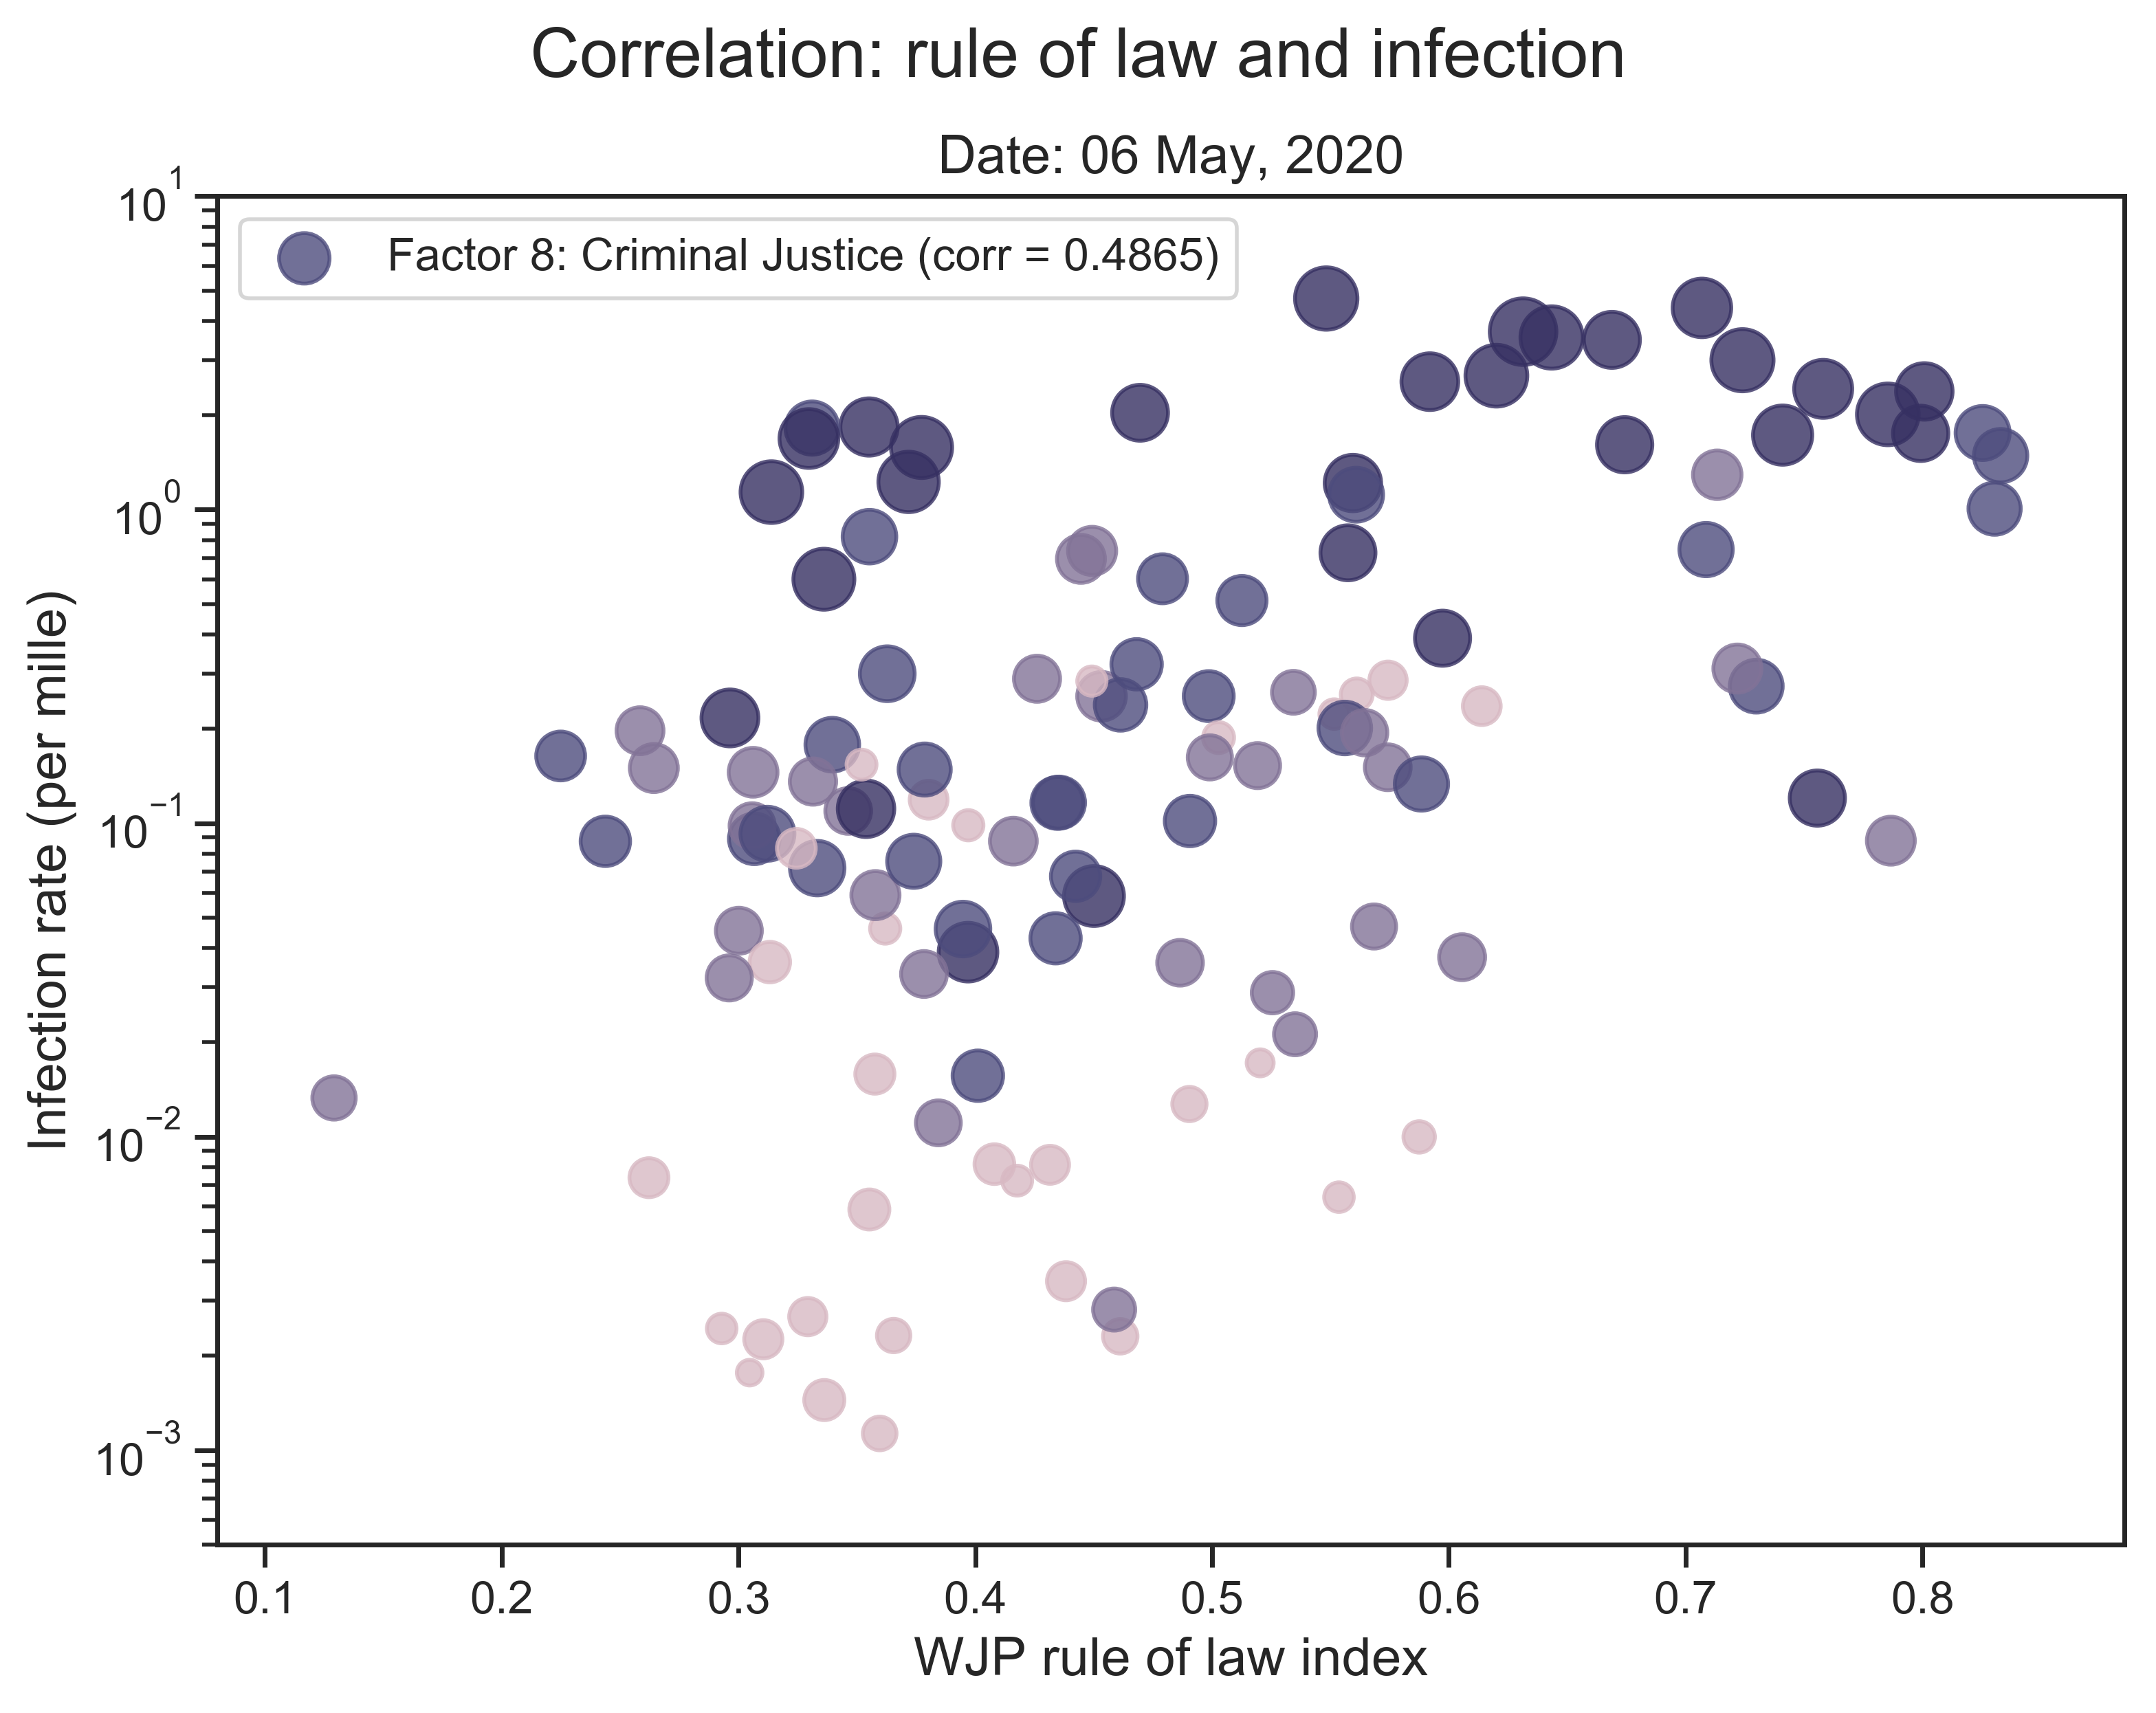 Correlation: rule of law and infection
Date: 06 May, 2020
Factor 8: Criminal Justice (corr = 0.4865)
Infection rate (per mille)
10^1
10^0
10^−1
10^−2
10^−3
0.1 0.2 0.3 0.4 0.5 0.6 0.7 0.8
WJP rule of law index